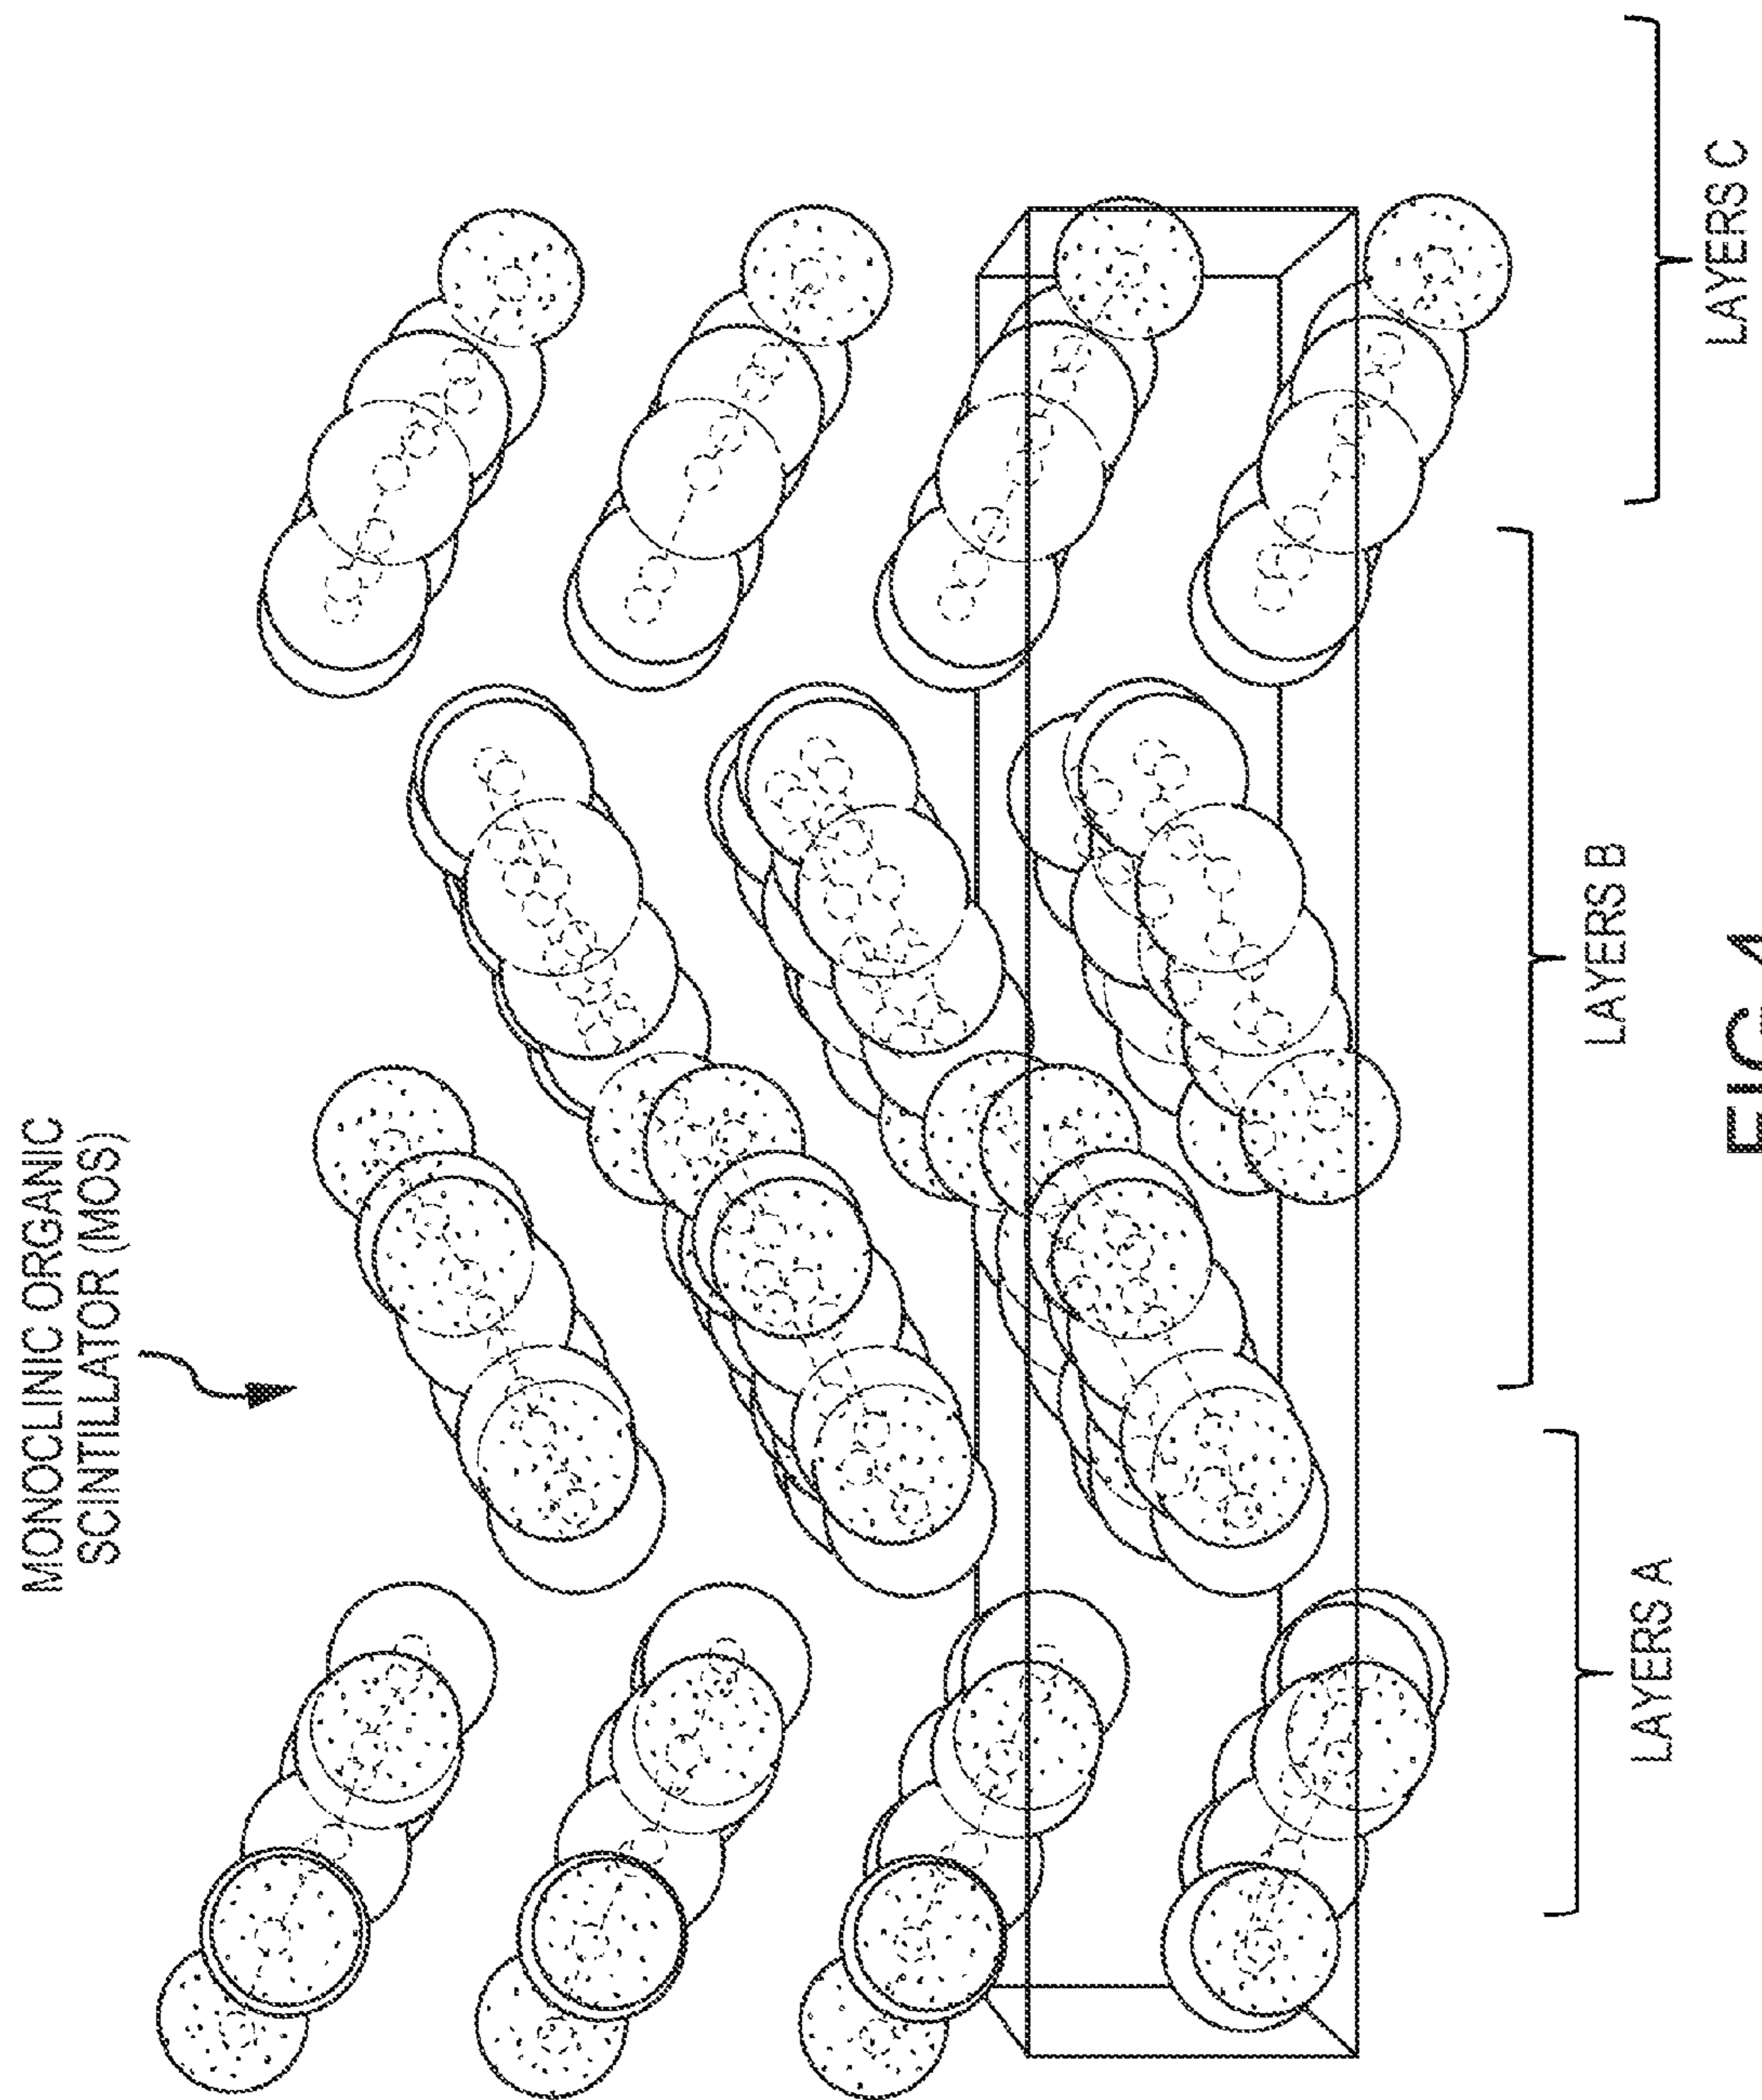 MONOCLINIC ORGANIC
SCINTILLATOR (MOS)
LAYERS A
LAYERS B
LAYERS C
FIG. 4